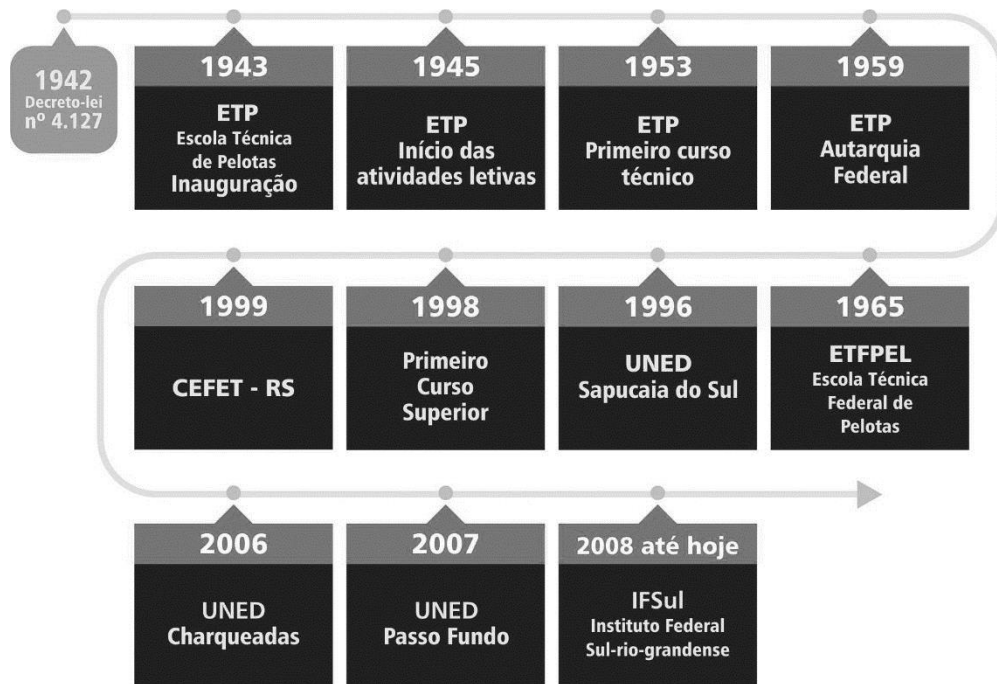 1942
Decreto-lei
nº 4.127
1943
ETP
Escola Técnica
de Pelotas
Inauguração
1945
ETP
Início das
atividades letivas
1953
ETP
Primeiro curso
técnico
1959
ETP
Autarquia
Federal
1965
ETFPEL
Escola Técnica
Federal de
Pelotas
1996
UNED
Sapucaia do Sul
1998
Primeiro
Curso
Superior
1999
CEFET - RS
2006
UNED
Charqueadas
2007
UNED
Passo Fundo
2008 até hoje
IFSul
Instituto Federal
Sul-rio-grandense